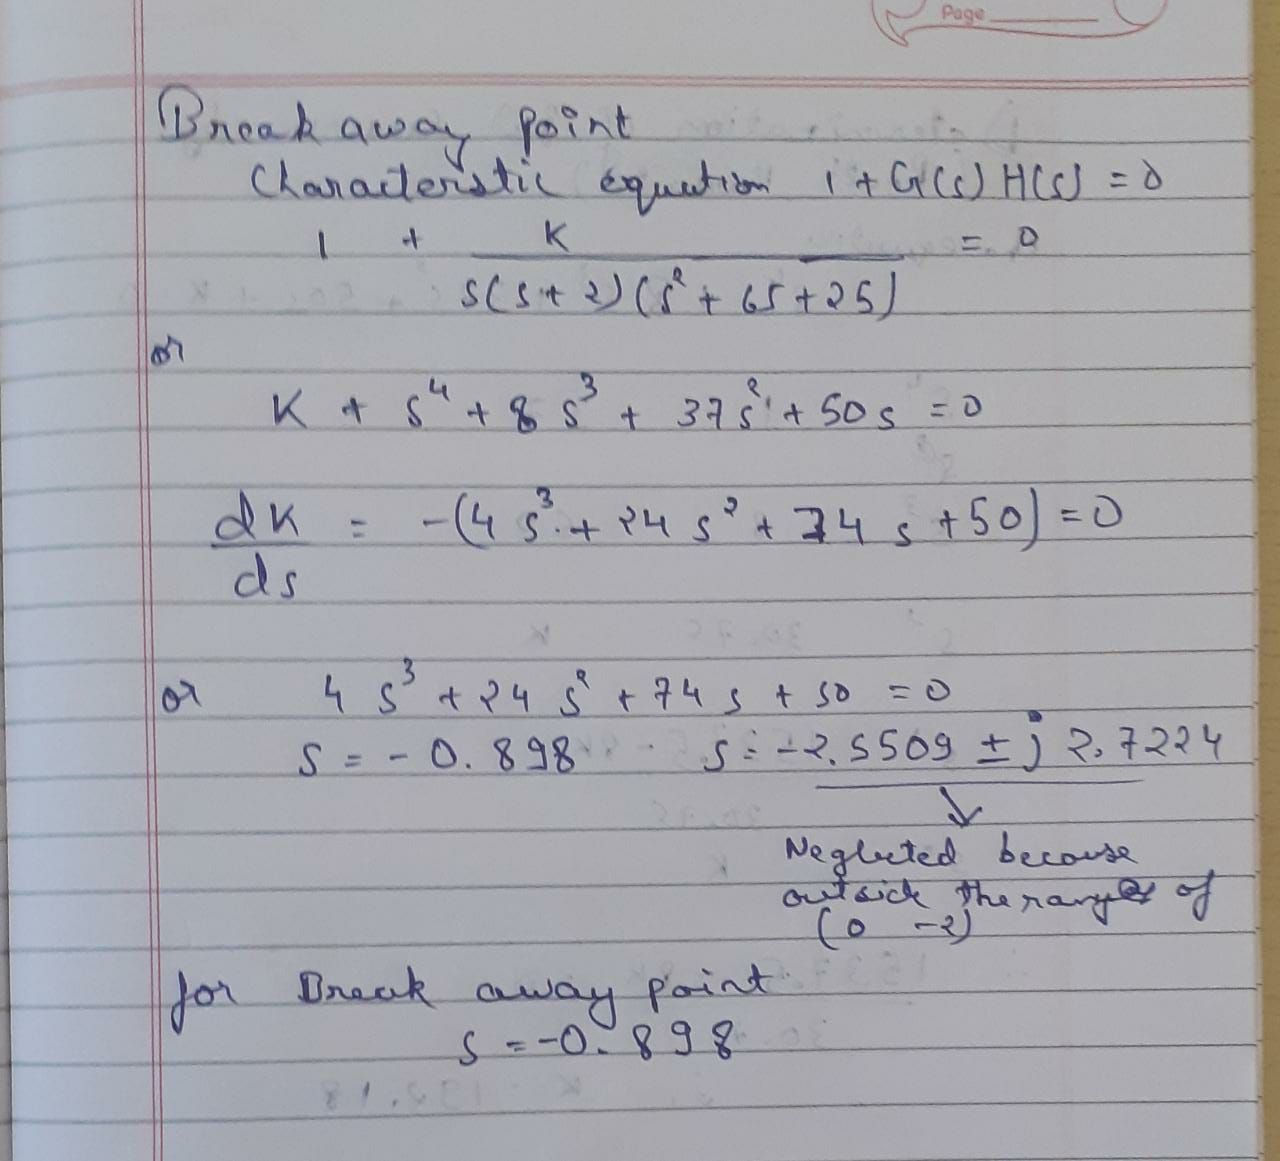 Page
Break away point
Characteristic equation 1 + G(s) H(s) = 0
1 + K / s(s+2)(s² + 6s + 25) = 0
or
K + s⁴ + 8s³ + 37s² + 50s = 0
dK/ds = -(4s³ + 24s² + 74s + 50) = 0
or 4s³ + 24s² + 74s + 50 = 0
s = -0.898 s = -2.5509 ± j 2.7224
↓
Neglected because
outside the range of
(0 -2)
for Break away point
s = -0.898